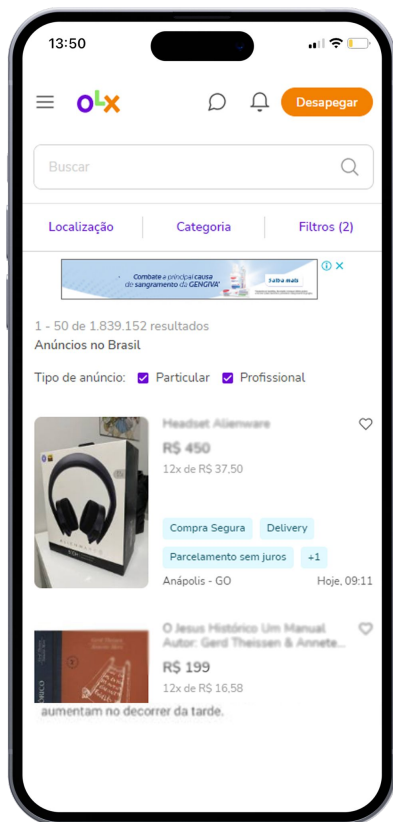 13:50
OLX
Desapegar
Buscar
Localização
Categoria
Filtros (2)
Combate a principal causa
do sangramento da GENGIVA
Saiba mais
1 - 50 de 1.839.152 resultados
Anúncios no Brasil
Tipo de anúncio:
Particular
Profissional
Headset Alienware
R$ 450
12x de R$ 37,50
Compra Segura
Delivery
Parcelamento sem juros
+1
Anápolis - GO
Hoje, 09:11
ALIENWARE
O Jesus Histórico Um Manual
Autor: Gerd Theissen & Annete...
R$ 199
12x de R$ 16,58
aumentam no decorrer da tarde.